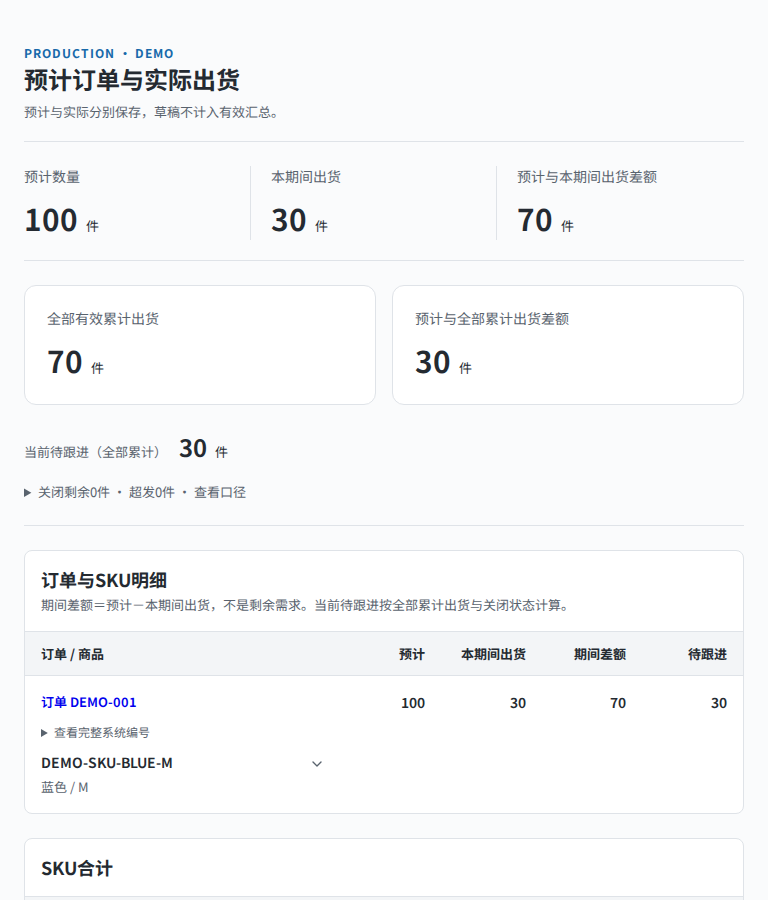 PRODUCTION · DEMO
预计订单与实际出货
预计与实际分别保存，草稿不计入有效汇总。
预计数量
本期间出货
预计与本期间出货差额
100 件
30 件
70 件
全部有效累计出货
预计与全部累计出货差额
70 件
30 件
当前待跟进（全部累计） 30 件
▶ 关闭剩余0件 · 超发0件 · 查看口径
订单与SKU明细
期间差额＝预计－本期间出货，不是剩余需求。当前待跟进按全部累计出货与关闭状态计算。
订单 / 商品 预计 本期间出货 期间差额 待跟进
订单 DEMO-001 100 30 70 30
▶ 查看完整系统编号
DEMO-SKU-BLUE-M
蓝色 / M
SKU合计